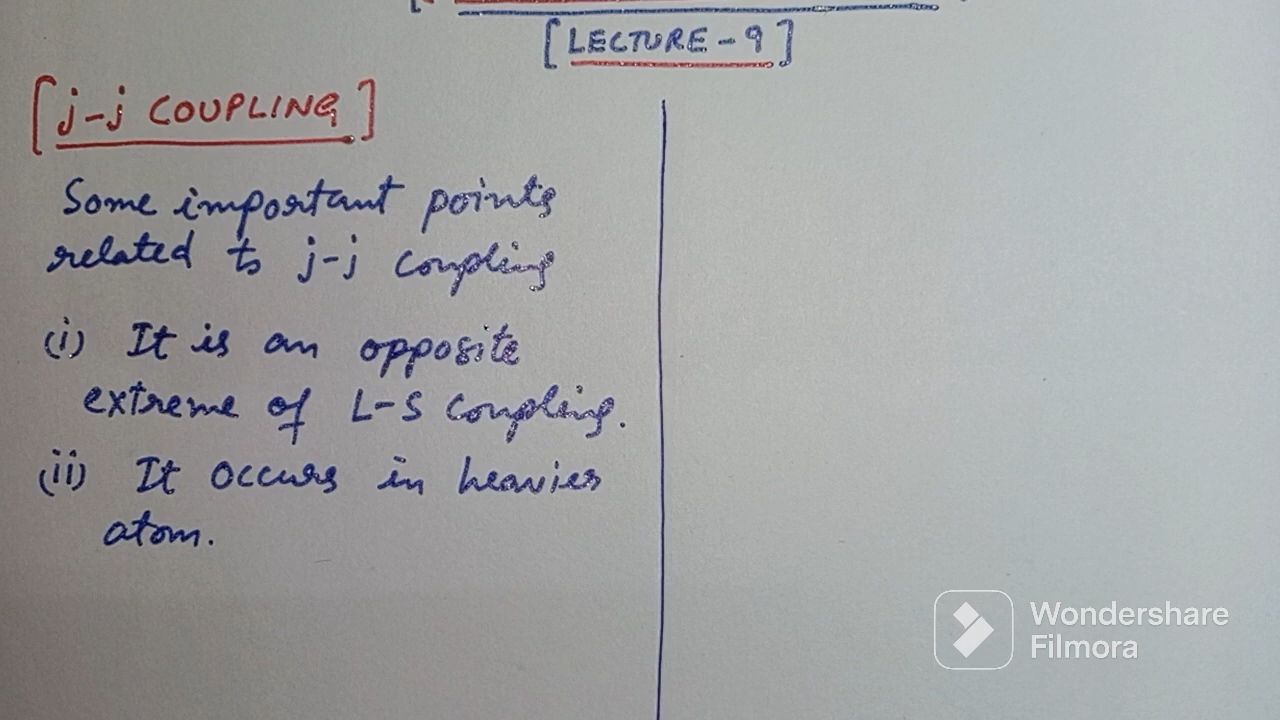 [LECTURE-9]
[j-j COUPLING]
Some important points
related to j-j coupling
(i) It is an opposite
extreme of L-S coupling.
(ii) It occurs in heavier
atom.
Wondershare
Filmora